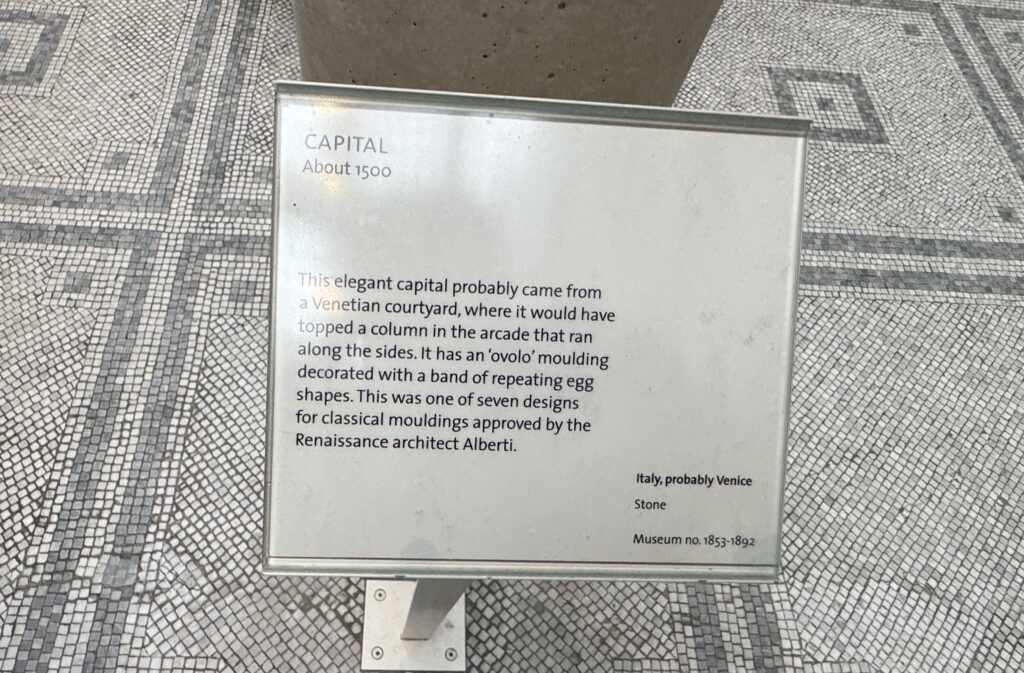 CAPITAL
About 1500
This elegant capital probably came from
a Venetian courtyard, where it would have
topped a column in the arcade that ran
along the sides. It has an ‘ovolo’ moulding
decorated with a band of repeating egg
shapes. This was one of seven designs
for classical mouldings approved by the
Renaissance architect Alberti.
Italy, probably Venice
Stone
Museum no. 1853-1892